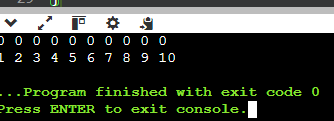 0 0 0 0 0 0 0 0 0 0
1 2 3 4 5 6 7 8 9 10
...Program finished with exit code 0
Press ENTER to exit console.